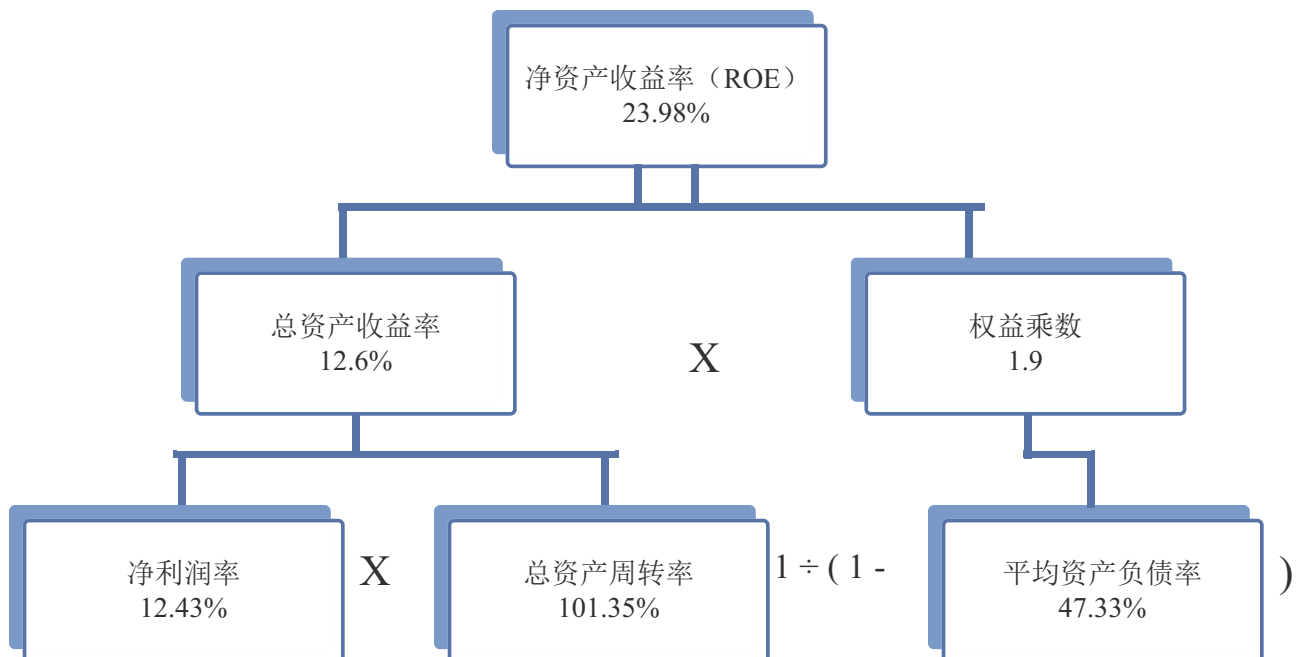 净资产收益率（ROE）
23.98%
总资产收益率
12.6%
X
权益乘数
1.9
净利润率
12.43%
X
总资产周转率
101.35%
1 ÷ ( 1 -
平均资产负债率
47.33%
)